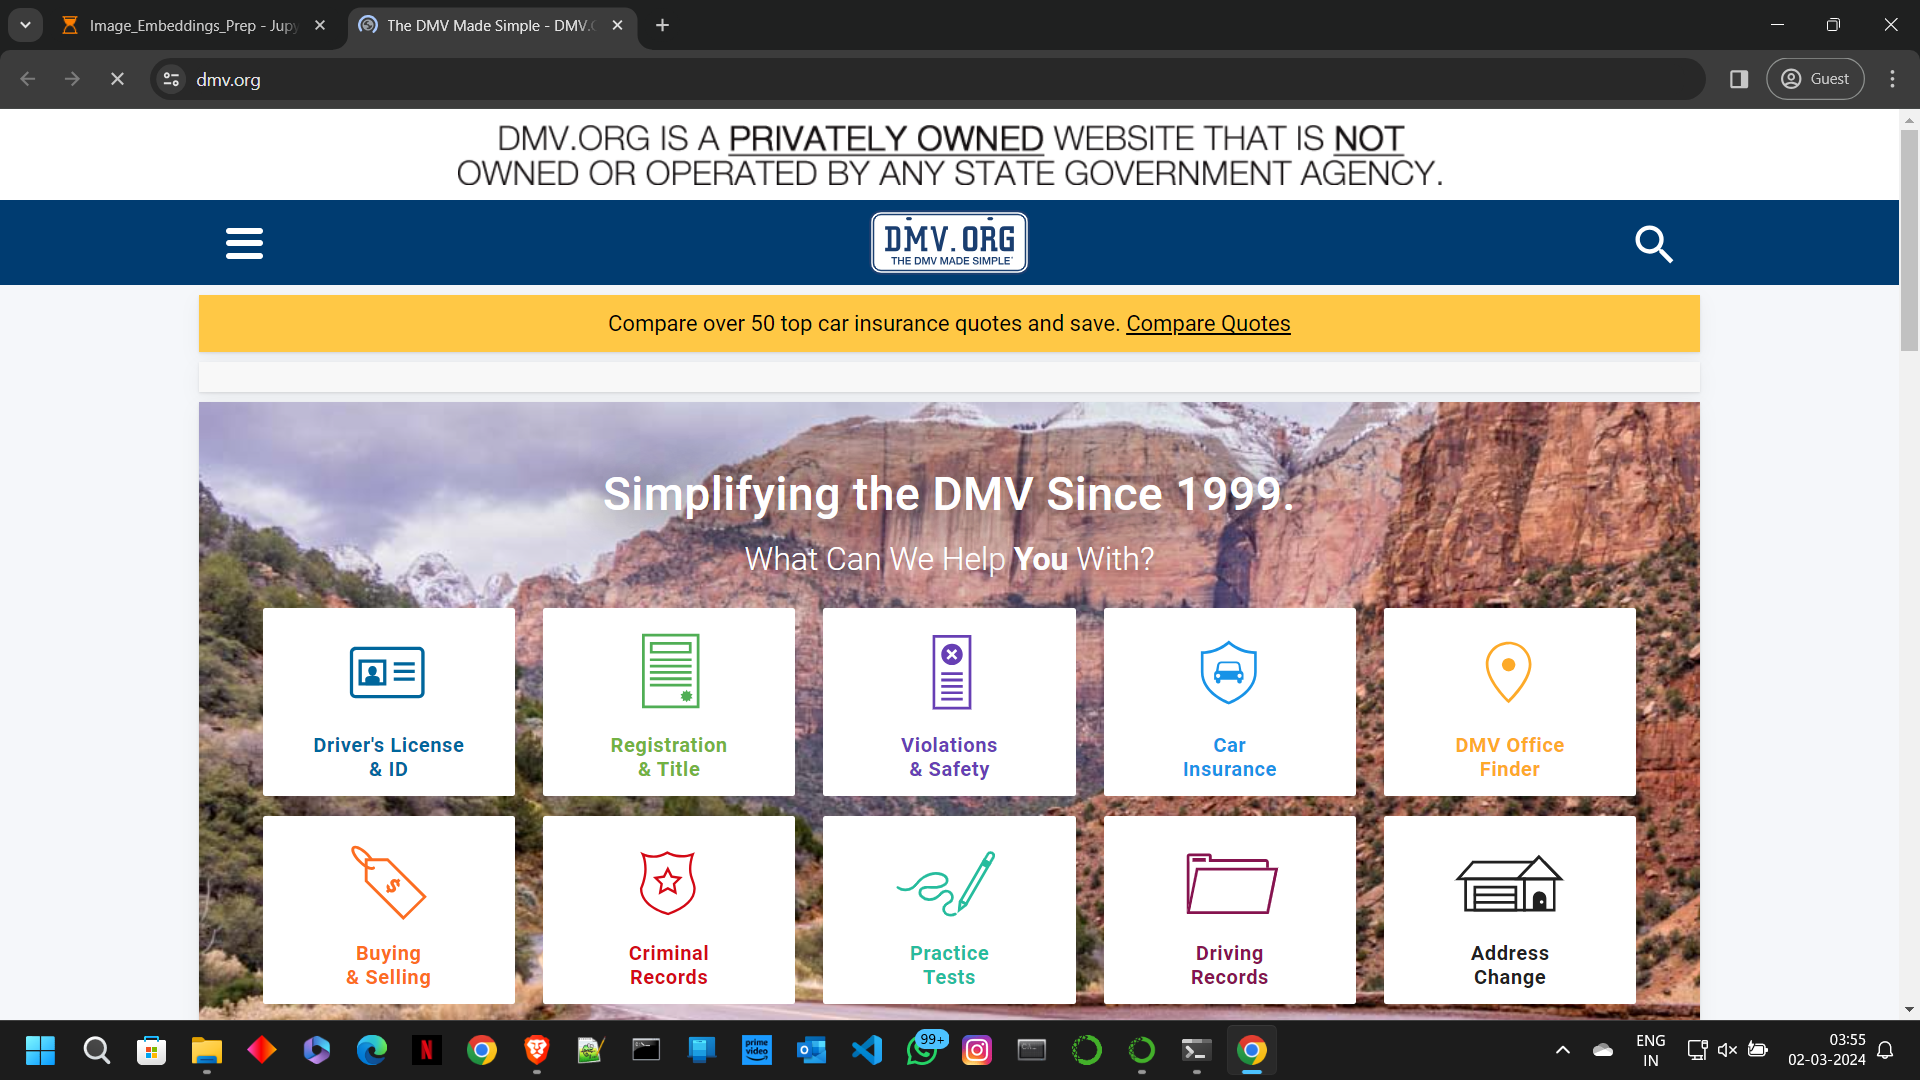 Image_Embeddings_Prep - Jupy
The DMV Made Simple - DMV.O
dmv.org
Guest
DMV.ORG IS A PRIVATELY OWNED WEBSITE THAT IS NOT
OWNED OR OPERATED BY ANY STATE GOVERNMENT AGENCY.
DMV.ORG
THE DMV MADE SIMPLE
Compare over 50 top car insurance quotes and save. Compare Quotes
Simplifying the DMV Since 1999.
What Can We Help You With?
Driver's License
& ID
Registration
& Title
Violations
& Safety
Car
Insurance
DMV Office
Finder
$
Buying
& Selling
Criminal
Records
Practice
Tests
Driving
Records
Address
Change
N
prime
video
99+
ENG
IN
03:55
02-03-2024